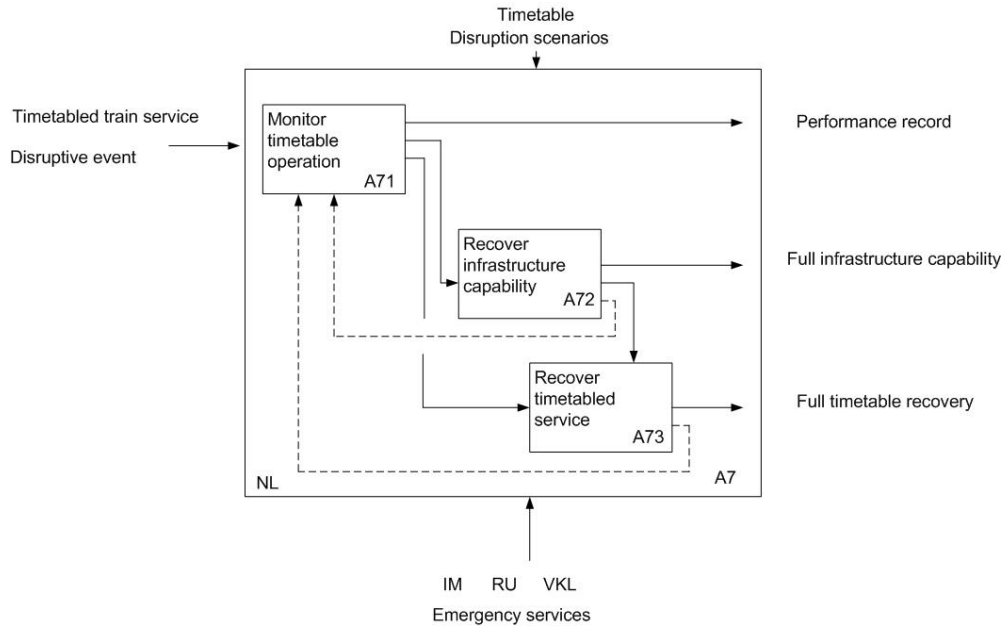 Timetable
Disruption scenarios
Timetabled train service
Disruptive event
Monitor
timetable
operation
A71
Performance record
Recover
infrastructure
capability
A72
Full infrastructure capability
Recover
timetabled
service
A73
Full timetable recovery
NL
A7
IM RU VKL
Emergency services